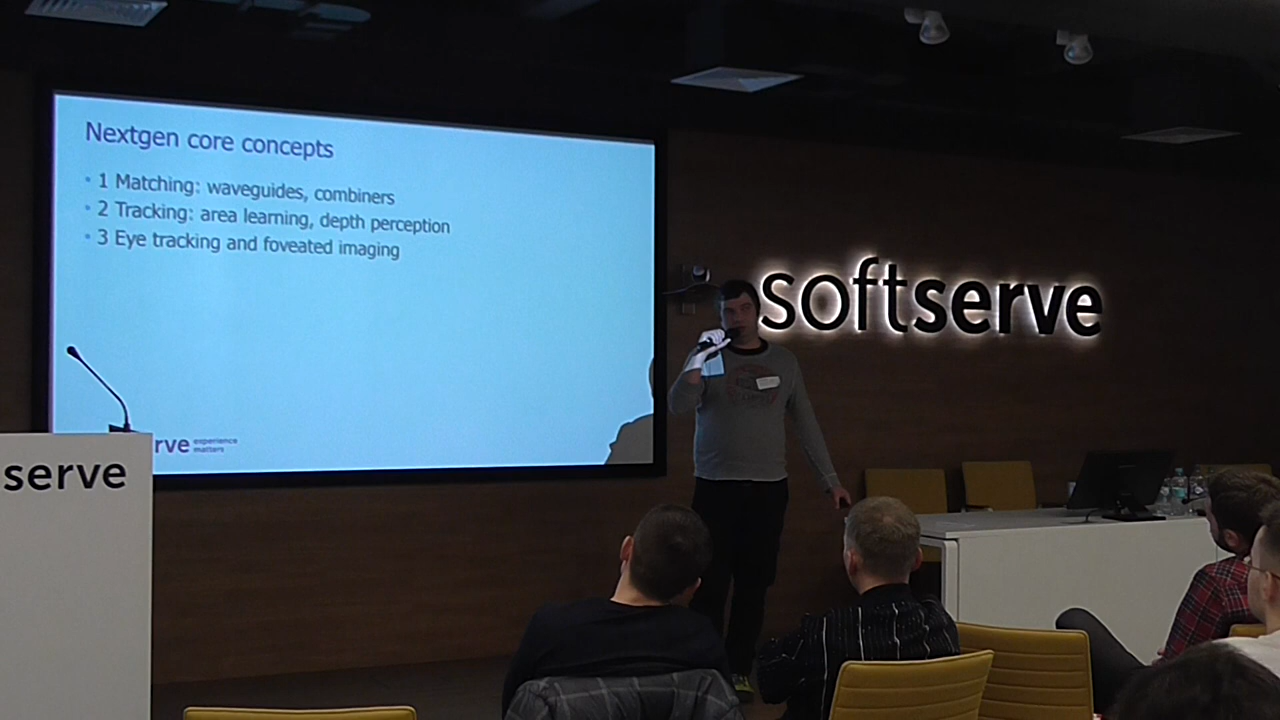 Nextgen core concepts
• 1 Matching: waveguides, combiners
• 2 Tracking: area learning, depth perception
• 3 Eye tracking and foveated imaging
rve experience
matters
serve
softserve